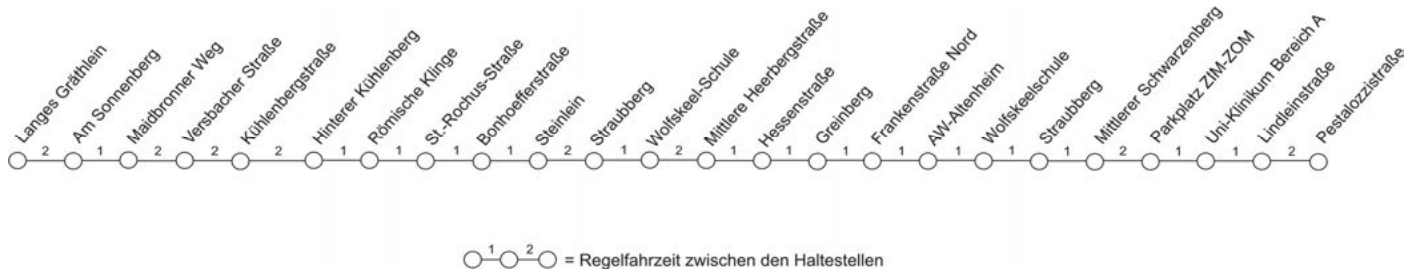 Langes Gräthlein
Am Sonnenberg
Maidbronner Weg
Versbacher Straße
Kühlenbergstraße
Hinterer Kühlenberg
Römische Klinge
St.-Rochus-Straße
Bonhoefferstraße
Steinlein
Straubberg
Wolfskeel-Schule
Mittlere Heerbergstraße
Hessenstraße
Greinberg
Frankenstraße Nord
AW-Altenheim
Wolfskeelschule
Straubberg
Mittlerer Schwarzenberg
Parkplatz ZIM-ZOM
Uni-Klinikum Bereich A
Lindleinstraße
Pestalozzistraße
2 1 2 2 2 1 1 1 1 2 1 2 1 1 1 1 1 1 1 2 1 1 2
1 2 = Regelfahrzeit zwischen den Haltestellen